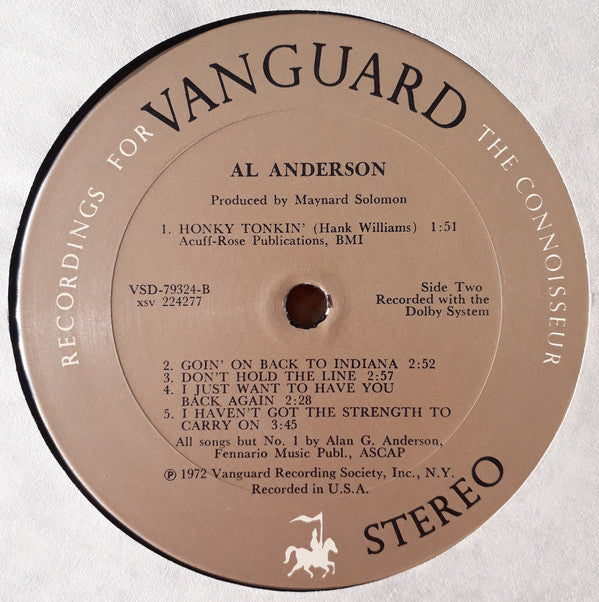 RECORDINGS FOR VANGUARD THE CONNOISSEUR
AL ANDERSON
Produced by Maynard Solomon
1. HONKY TONKIN' (Hank Williams) 1:51
Acuff-Rose Publications, BMI
VSD-79324-B
xsv 224277
Side Two
Recorded with the
Dolby System
2. GOIN' ON BACK TO INDIANA 2:52
3. DON'T HOLD THE LINE 2:57
4. I JUST WANT TO HAVE YOU
BACK AGAIN 2:28
5. I HAVEN'T GOT THE STRENGTH TO
CARRY ON 3:45
All songs but No. 1 by Alan G. Anderson,
Fennario Music Publ., ASCAP
℗ 1972 Vanguard Recording Society, Inc., N.Y.
Recorded in U.S.A.
STEREO